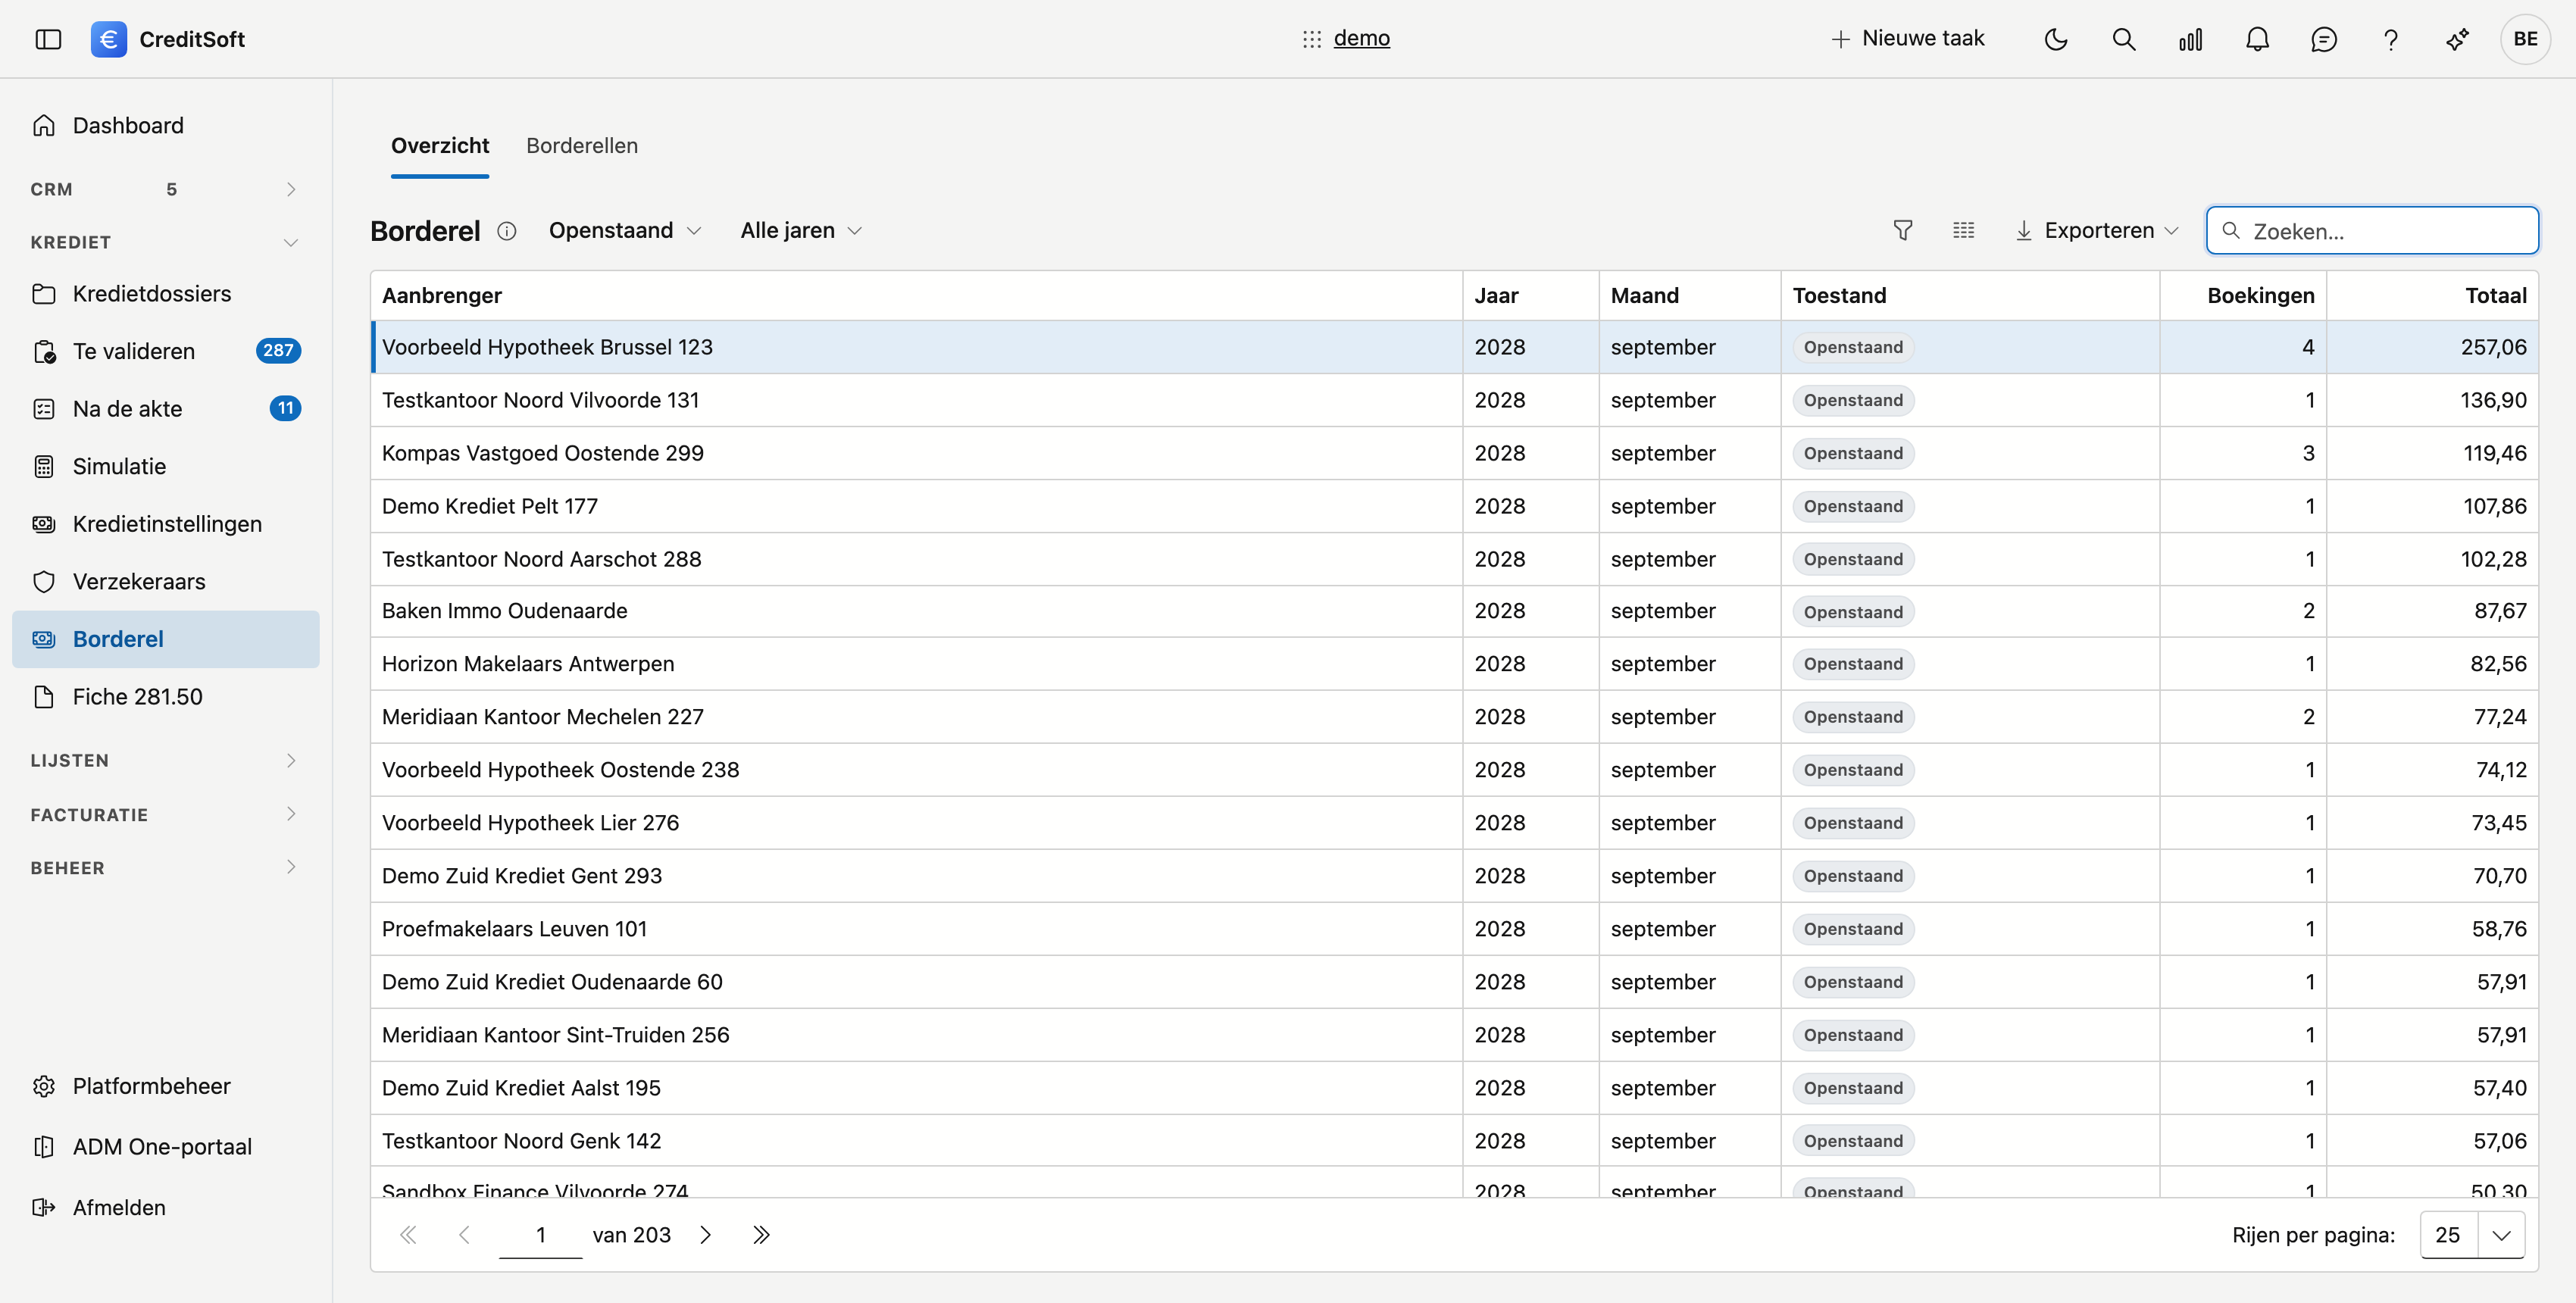 CreditSoft
demo
Nieuwe taak
BE
Dashboard
CRM 5
KREDIET
Kredietdossiers
Te valideren 287
Na de akte 11
Simulatie
Kredietinstellingen
Verzekeraars
Borderel
Fiche 281.50
LIJSTEN
FACTURATIE
BEHEER
Platformbeheer
ADM One-portaal
Afmelden
Overzicht Borderellen
Borderel Openstaand Alle jaren Exporteren Zoeken...
Aanbrenger Jaar Maand Toestand Boekingen Totaal
Voorbeeld Hypotheek Brussel 123 2028 september Openstaand 4 257,06
Testkantoor Noord Vilvoorde 131 2028 september Openstaand 1 136,90
Kompas Vastgoed Oostende 299 2028 september Openstaand 3 119,46
Demo Krediet Pelt 177 2028 september Openstaand 1 107,86
Testkantoor Noord Aarschot 288 2028 september Openstaand 1 102,28
Baken Immo Oudenaarde 2028 september Openstaand 2 87,67
Horizon Makelaars Antwerpen 2028 september Openstaand 1 82,56
Meridiaan Kantoor Mechelen 227 2028 september Openstaand 2 77,24
Voorbeeld Hypotheek Oostende 238 2028 september Openstaand 1 74,12
Voorbeeld Hypotheek Lier 276 2028 september Openstaand 1 73,45
Demo Zuid Krediet Gent 293 2028 september Openstaand 1 70,70
Proefmakelaars Leuven 101 2028 september Openstaand 1 58,76
Demo Zuid Krediet Oudenaarde 60 2028 september Openstaand 1 57,91
Meridiaan Kantoor Sint-Truiden 256 2028 september Openstaand 1 57,91
Demo Zuid Krediet Aalst 195 2028 september Openstaand 1 57,40
Testkantoor Noord Genk 142 2028 september Openstaand 1 57,06
Sandbox Finance Vilvoorde 274 2028 september Openstaand 1 50,30
1 van 203
Rijen per pagina: 25